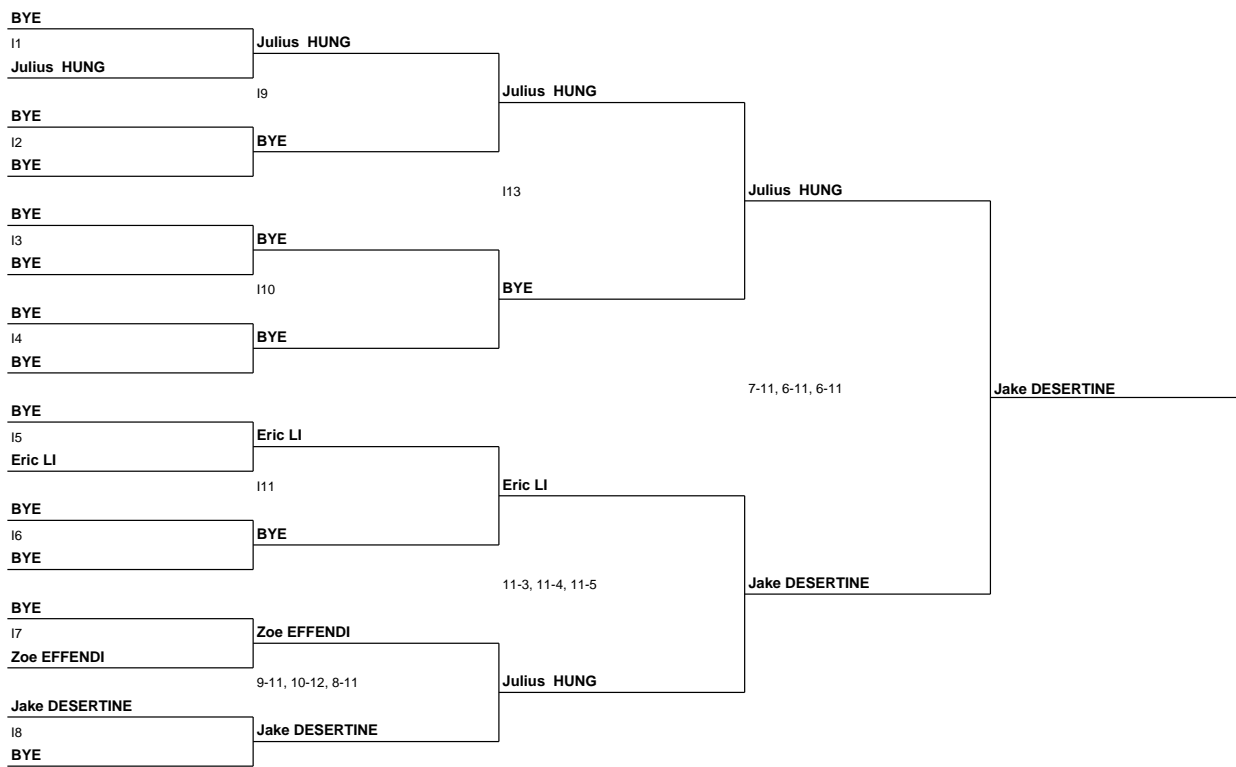 BYE
I1
Julius HUNG
Julius HUNG
I9
Julius HUNG
BYE
I2
BYE
BYE
I13
Julius HUNG
BYE
I3
BYE
BYE
I10
BYE
BYE
I4
BYE
BYE
7-11, 6-11, 6-11
Jake DESERTINE
BYE
I5
Eric LI
Eric LI
I11
Eric LI
BYE
I6
BYE
BYE
11-3, 11-4, 11-5
Jake DESERTINE
BYE
I7
Zoe EFFENDI
Zoe EFFENDI
9-11, 10-12, 8-11
Julius HUNG
Jake DESERTINE
I8
BYE
Jake DESERTINE